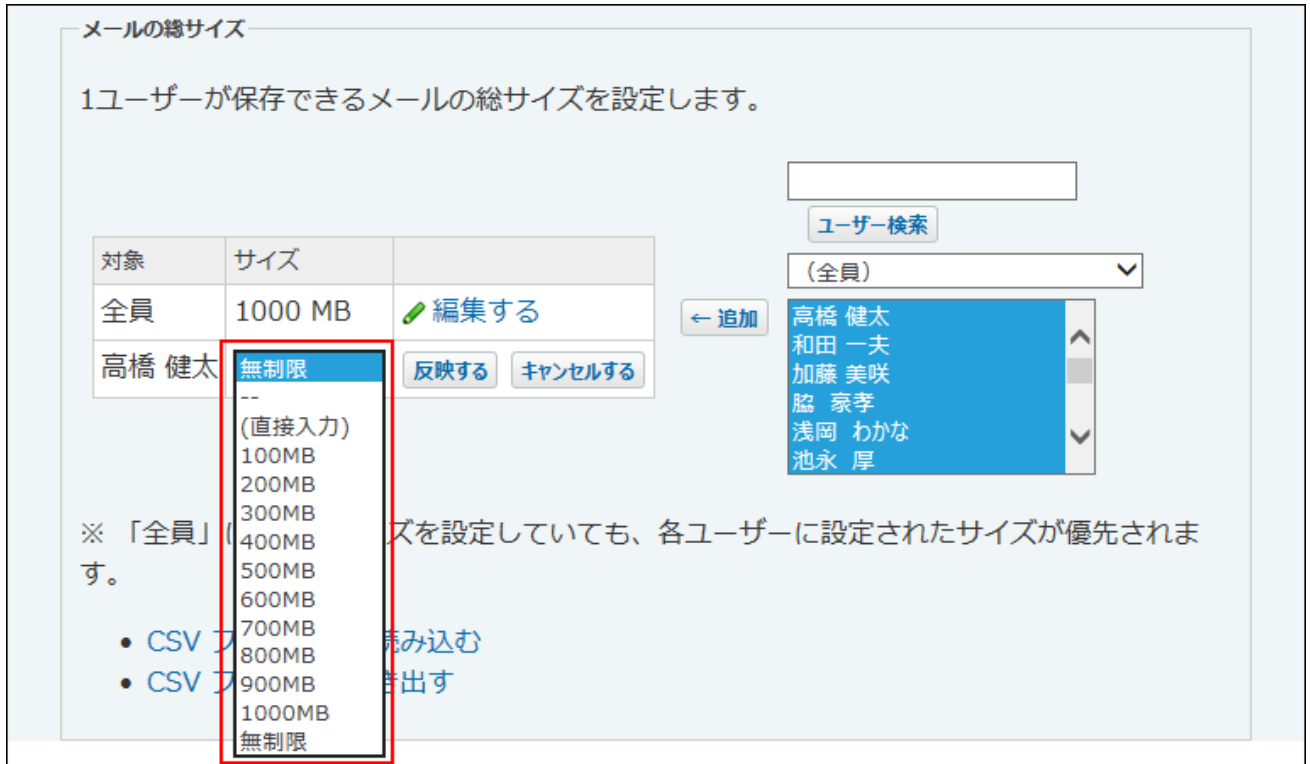 メールの総サイズ
1ユーザーが保存できるメールの総サイズを設定します。
ユーザー検索
(全員)
対象 サイズ
全員 1000 MB 編集する
← 追加
高橋 健太
和田 一夫
加藤 美咲
脇 豪孝
浅岡 わかな
池永 厚
高橋 健太 無制限 反映する キャンセルする
--
(直接入力)
100MB
200MB
300MB
400MB
500MB
600MB
700MB
800MB
900MB
1000MB
無制限
※ 「全員」 ズを設定していても、各ユーザーに設定されたサイズが優先されま
す。
• CSV 読み込む
• CSV 出す